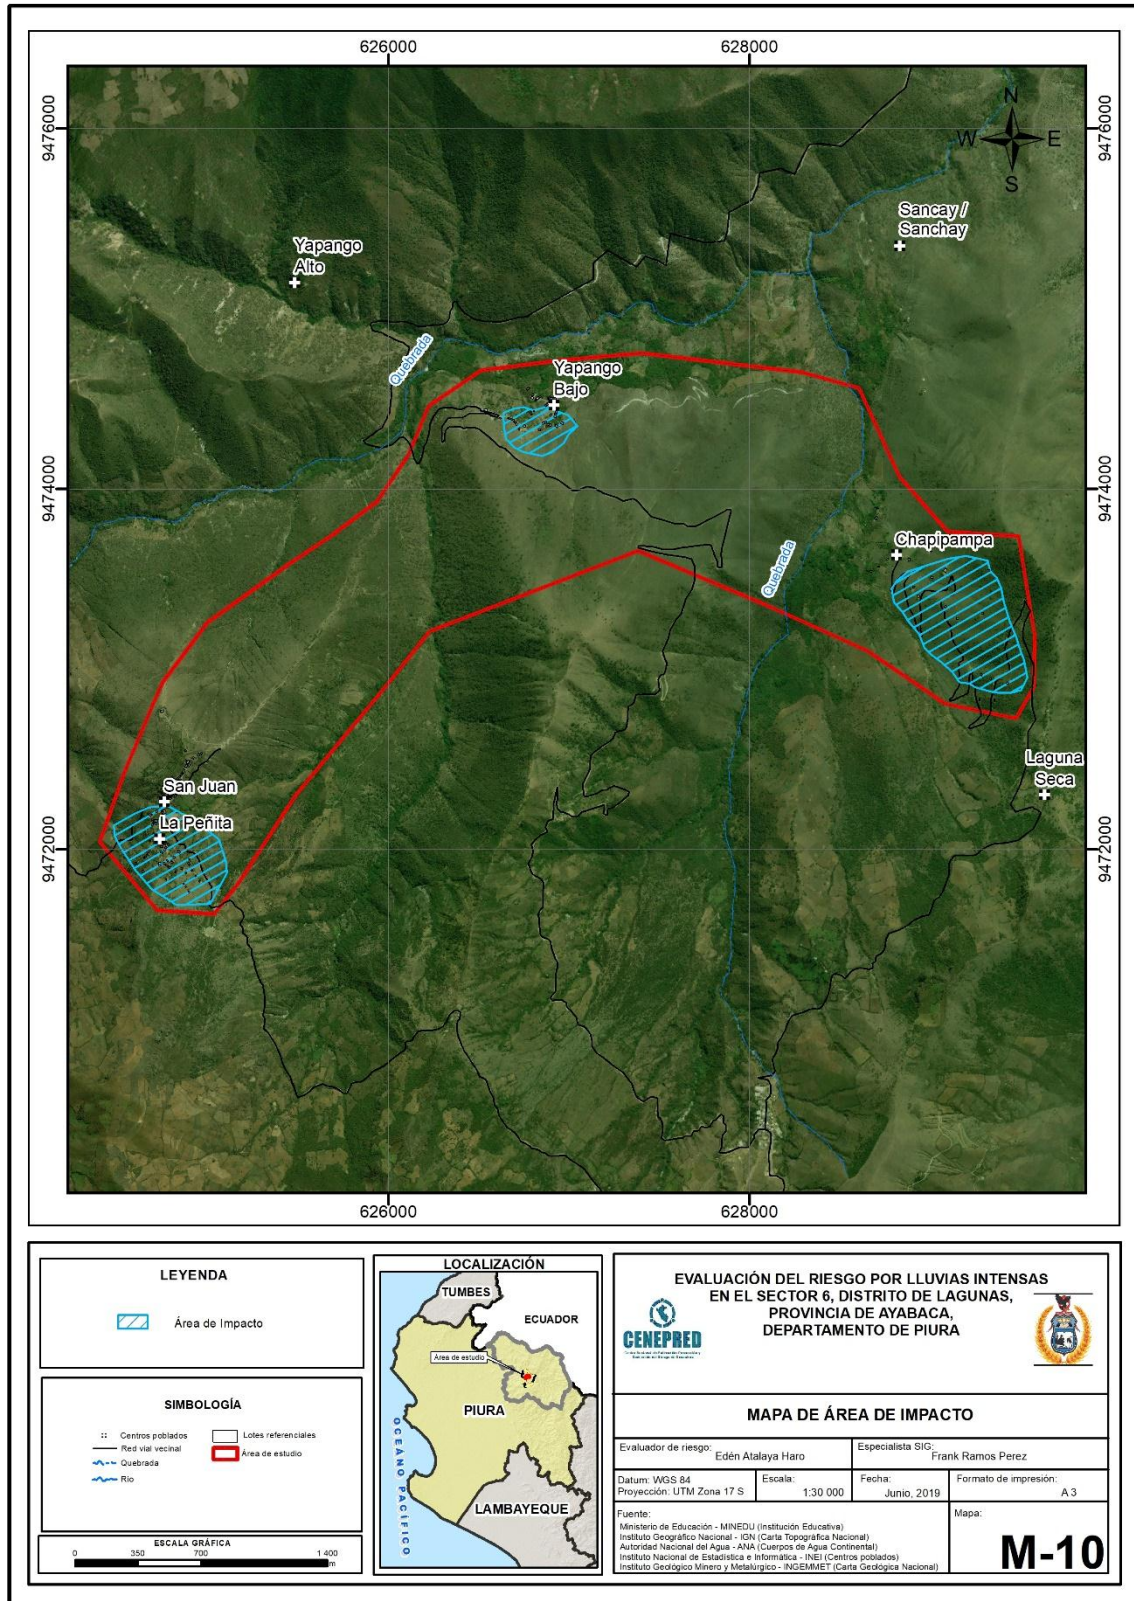 626000
628000
9476000
9476000
N
W
E
S
Sancay /
Sanchay
Yapango
Alto
Quebrada
Yapango
Bajo
9474000
9474000
Chapipampa
Quebrada
Laguna
Seca
San Juan
La Peñita
9472000
9472000
626000
628000
LEYENDA
Área de Impacto
SIMBOLOGÍA
Centros poblados
Lotes referenciales
Red vial vecinal
Área de estudio
Quebrada
Río
ESCALA GRÁFICA
0 350 700 1 400
m
LOCALIZACIÓN
TUMBES
ECUADOR
Área de estudio
PIURA
OCEÁNO PACÍFICO
LAMBAYEQUE
EVALUACIÓN DEL RIESGO POR LLUVIAS INTENSAS
EN EL SECTOR 6, DISTRITO DE LAGUNAS,
PROVINCIA DE AYABACA,
DEPARTAMENTO DE PIURA
CENEPRED
MAPA DE ÁREA DE IMPACTO
Evaluador de riesgo:
Edén Atalaya Haro
Especialista SIG:
Frank Ramos Perez
Datum: WGS 84
Proyección: UTM Zona 17 S
Escala:
1:30 000
Fecha:
Junio, 2019
Formato de impresión:
A 3
Fuente:
Ministerio de Educación - MINEDU (Institución Educativa)
Instituto Geográfico Nacional - IGN (Carta Topográfica Nacional)
Autoridad Nacional del Agua - ANA (Cuerpos de Agua Continental)
Instituto Nacional de Estadística e Informática - INEI (Centros poblados)
Instituto Geológico Minero y Metalúrgico - INGEMMET (Carta Geológica Nacional)
Mapa:
M-10